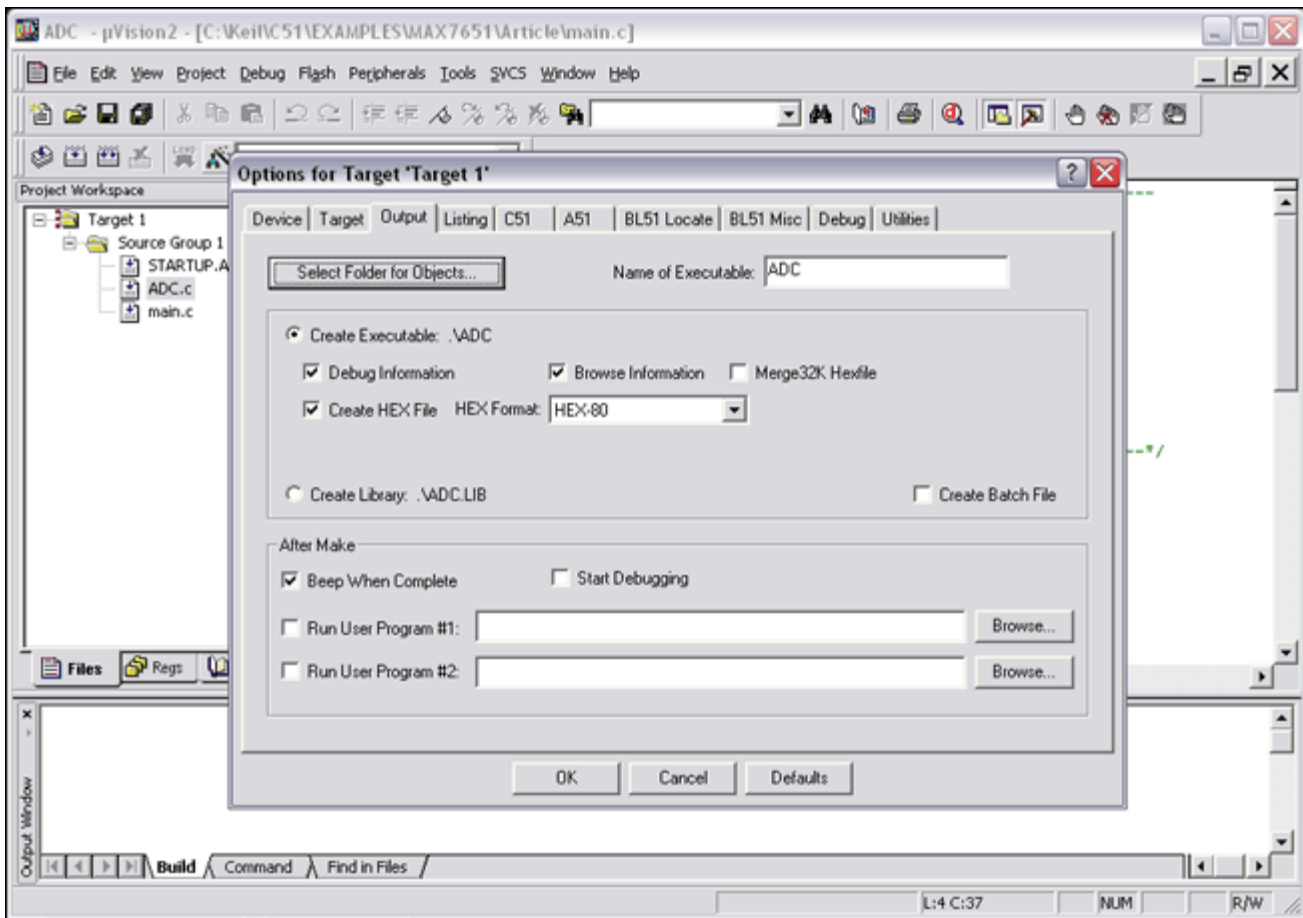 ADC - µVision2 - [C:\Keil\C51\EXAMPLES\MAX7651\Article\main.c]
File Edit View Project Debug Flash Peripherals Tools SVCS Window Help
Options for Target 'Target 1'
Project Workspace
Device Target Output Listing C51 A51 BL51 Locate BL51 Misc Debug Utilities
Target 1
Source Group 1
STARTUP.A
ADC.c
main.c
Select Folder for Objects... Name of Executable: ADC
Create Executable: .\ADC
Debug Information Browse Information Merge32K Hexfile
Create HEX File HEX Format: HEX-80
--*/
Create Library: .\ADC.LIB Create Batch File
After Make
Beep When Complete Start Debugging
Run User Program #1: Browse...
Run User Program #2: Browse...
Files Regs
OK Cancel Defaults
Output Window
Build Command Find in Files
L:4 C:37 NUM R/W